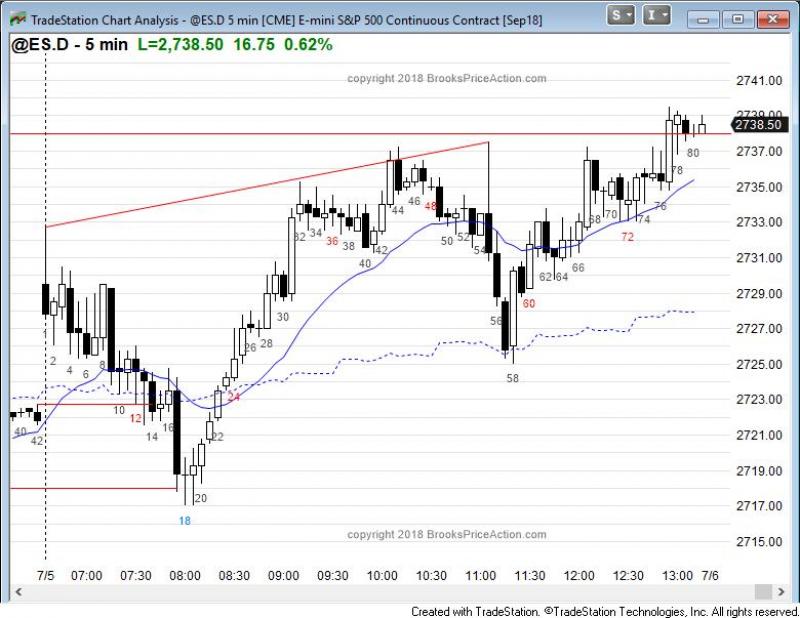 TradeStation Chart Analysis - @ES.D 5 min [CME] E-mini S&P 500 Continuous Contract [Sep18]
S I
@ES.D - 5 min L=2,738.50 16.75 0.62%
copyright 2018 BrooksPriceAction.com
2741.00
2739.00
2738.50
2737.00
2735.00
2733.00
2731.00
2729.00
2727.00
2725.00
2723.00
2721.00
2719.00
2717.00
2715.00
40 42 2 4 6 8 10 12 14 16 18 20 22 24 26 28 30 32 34 36 38 40 42 44 46 48 50 52 54 56 58 60 62 64 66 68 70 72 74 76 78 80
copyright 2018 BrooksPriceAction.com
7/5 07:00 07:30 08:00 08:30 09:00 09:30 10:00 10:30 11:00 11:30 12:00 12:30 13:00 7/6
Created with TradeStation. ©TradeStation Technologies, Inc. All rights reserved.